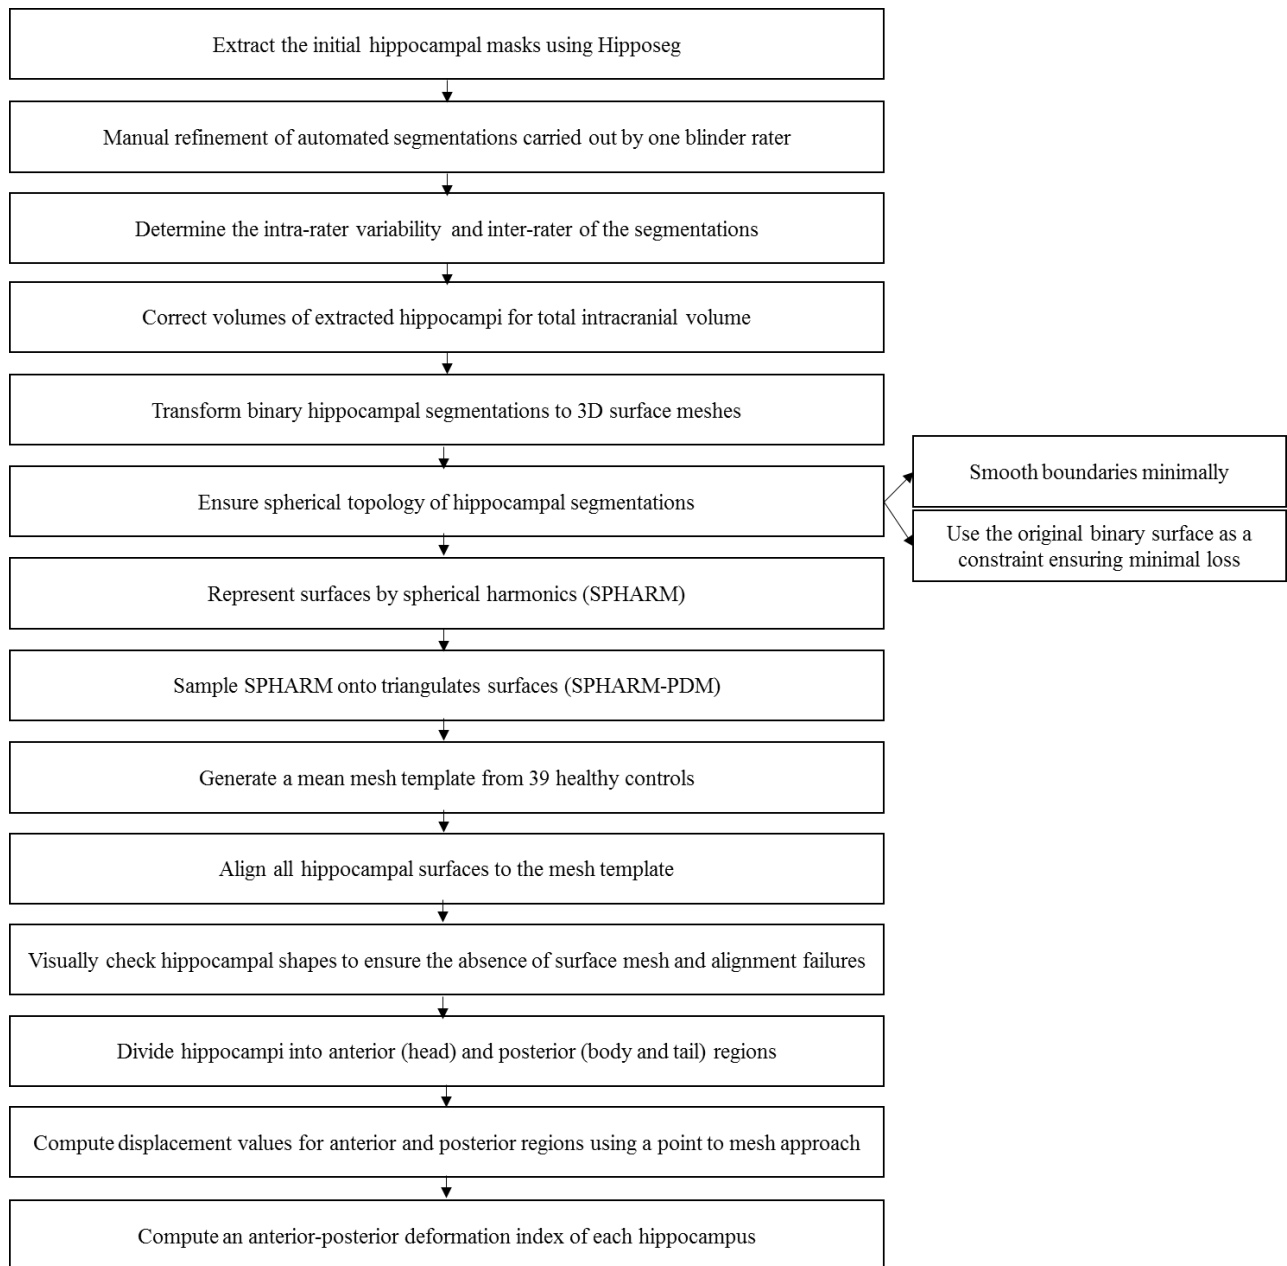 Extract the initial hippocampal masks using Hipposeg
Manual refinement of automated segmentations carried out by one blinder rater
Determine the intra-rater variability and inter-rater of the segmentations
Correct volumes of extracted hippocampi for total intracranial volume
Transform binary hippocampal segmentations to 3D surface meshes
Ensure spherical topology of hippocampal segmentations
Smooth boundaries minimally
Use the original binary surface as a
constraint ensuring minimal loss
Represent surfaces by spherical harmonics (SPHARM)
Sample SPHARM onto triangulates surfaces (SPHARM-PDM)
Generate a mean mesh template from 39 healthy controls
Align all hippocampal surfaces to the mesh template
Visually check hippocampal shapes to ensure the absence of surface mesh and alignment failures
Divide hippocampi into anterior (head) and posterior (body and tail) regions
Compute displacement values for anterior and posterior regions using a point to mesh approach
Compute an anterior-posterior deformation index of each hippocampus